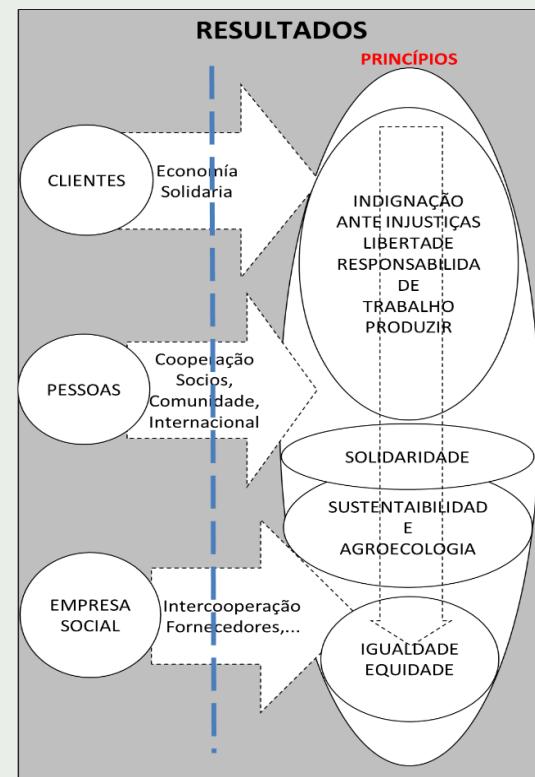 RESULTADOS
PRINCÍPIOS
CLIENTES
Economía
Solidaria
INDIGNAÇÃO
ANTE INJUSTIÇAS
LIBERTADE
RESPONSABILIDA
DE
TRABALHO
PRODUZIR
PESSOAS
Cooperação
Socios,
Comunidade,
Internacional
SOLIDARIDADE
SUSTENTAIBILIDAD
E
AGROECOLOGIA
EMPRESA
SOCIAL
Intercooperação
Fornecedores,...
IGUALDADE
EQUIDADE